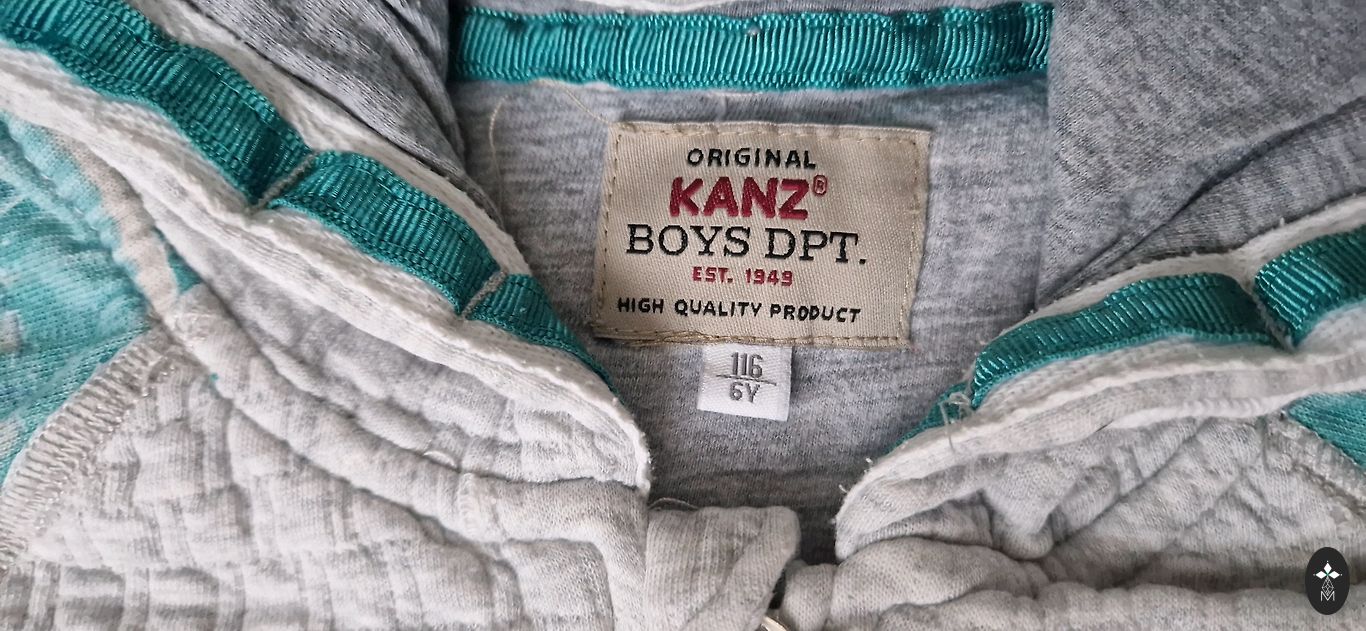 ORIGINAL
KANZ®
BOYS DPT.
EST. 1949
HIGH QUALITY PRODUCT
116
6Y
M